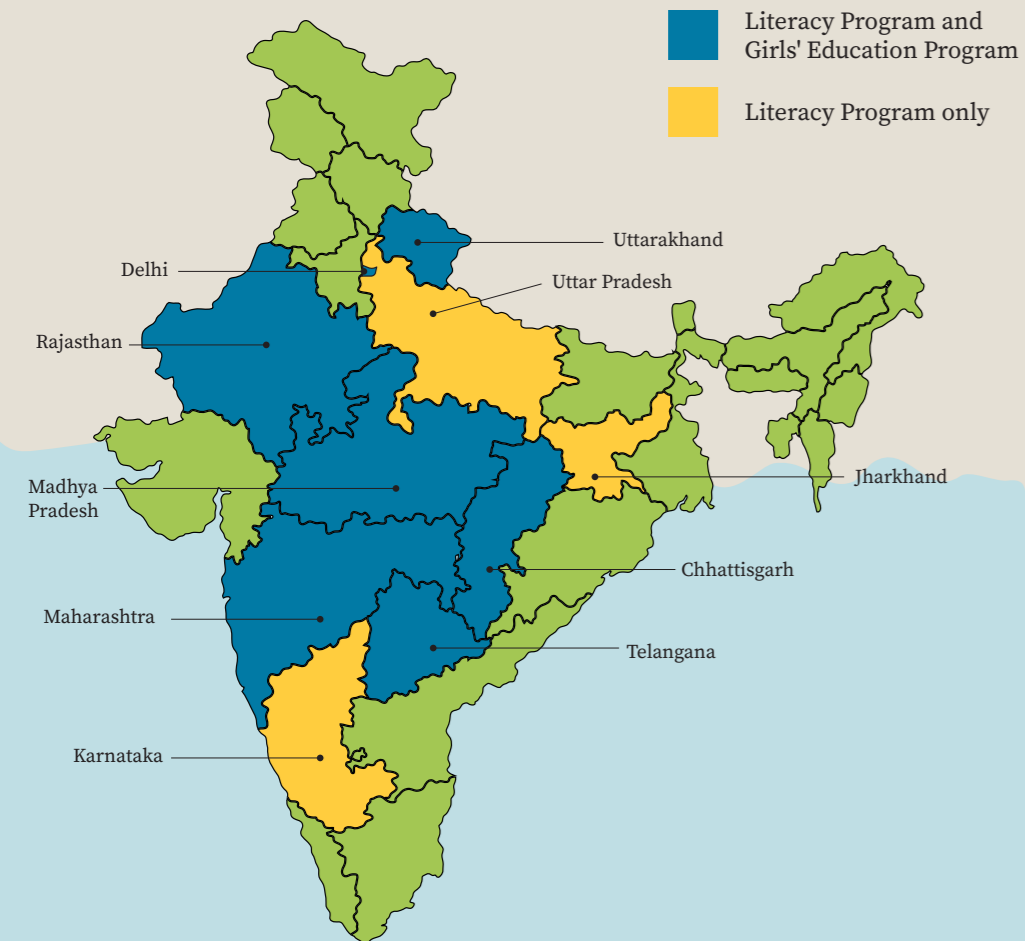 Literacy Program and
Girls' Education Program
Literacy Program only
Uttarakhand
Delhi
Uttar Pradesh
Rajasthan
Jharkhand
Madhya
Pradesh
Chhattisgarh
Maharashtra
Telangana
Karnataka